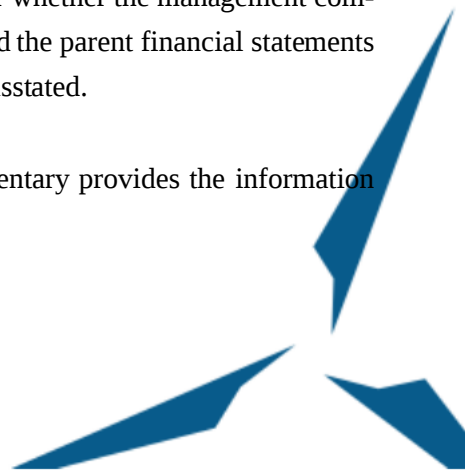 whether the management com-
d the parent financial statements
sstated.
entary provides the information